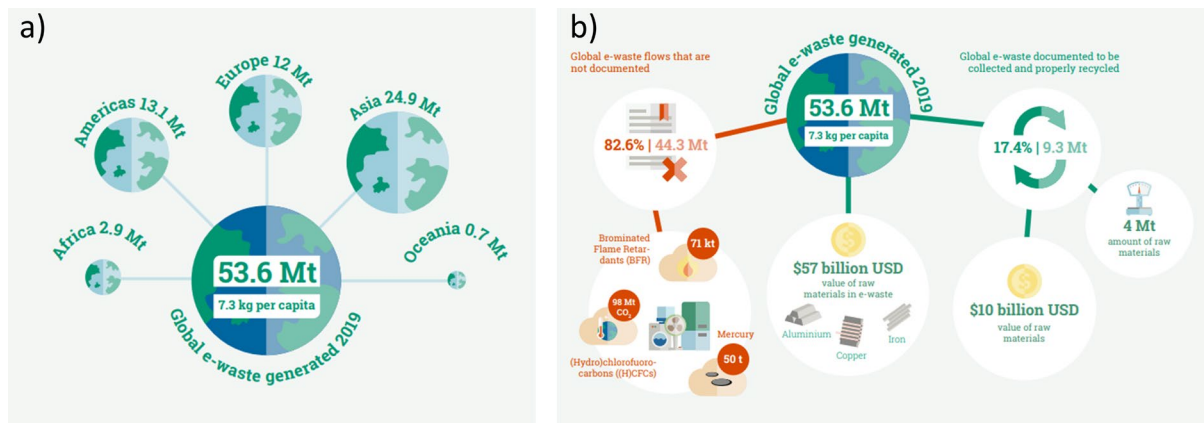 a)
Africa 2.9 Mt
Americas 13.1 Mt
Europe 12 Mt
Asia 24.9 Mt
Oceania 0.7 Mt
53.6 Mt
7.3 kg per capita
Global e-waste generated 2019
b)
Global e-waste flows that are
not documented
Global e-waste generated 2019
53.6 Mt
7.3 kg per capita
Global e-waste documented to be
collected and properly recycled
82.6% | 44.3 Mt
17.4% | 9.3 Mt
4 Mt
amount of raw
materials
Brominated
Flame Retar-
dants (BFR)
71 kt
98 Mt
CO₂
(Hydro)chlorofuoro-
carbons ((H)CFCs)
Mercury
50 t
$57 billion USD
value of raw
materials in e-waste
Aluminium
Copper
Iron
$10 billion USD
value of raw
materials